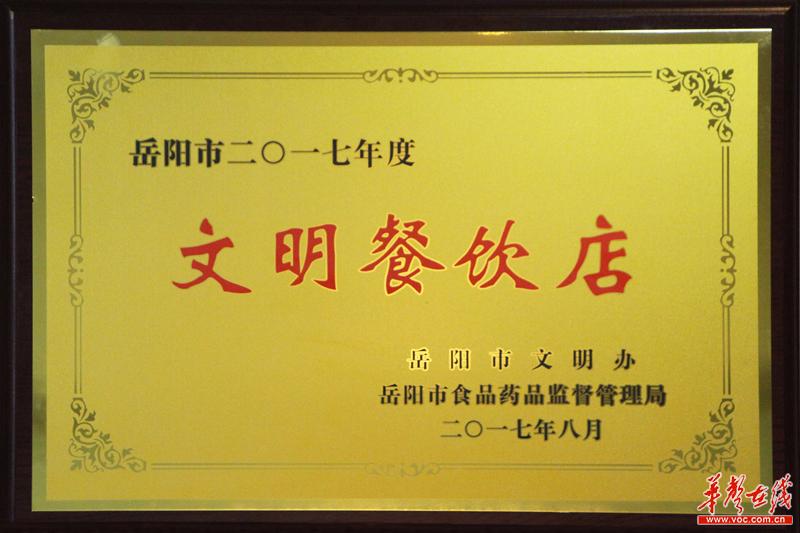 岳阳市二〇一七年度
文明餐饮店
岳阳市文明办
岳阳市食品药品监督管理局
二〇一七年八月
华声在线
www.voc.com.cn